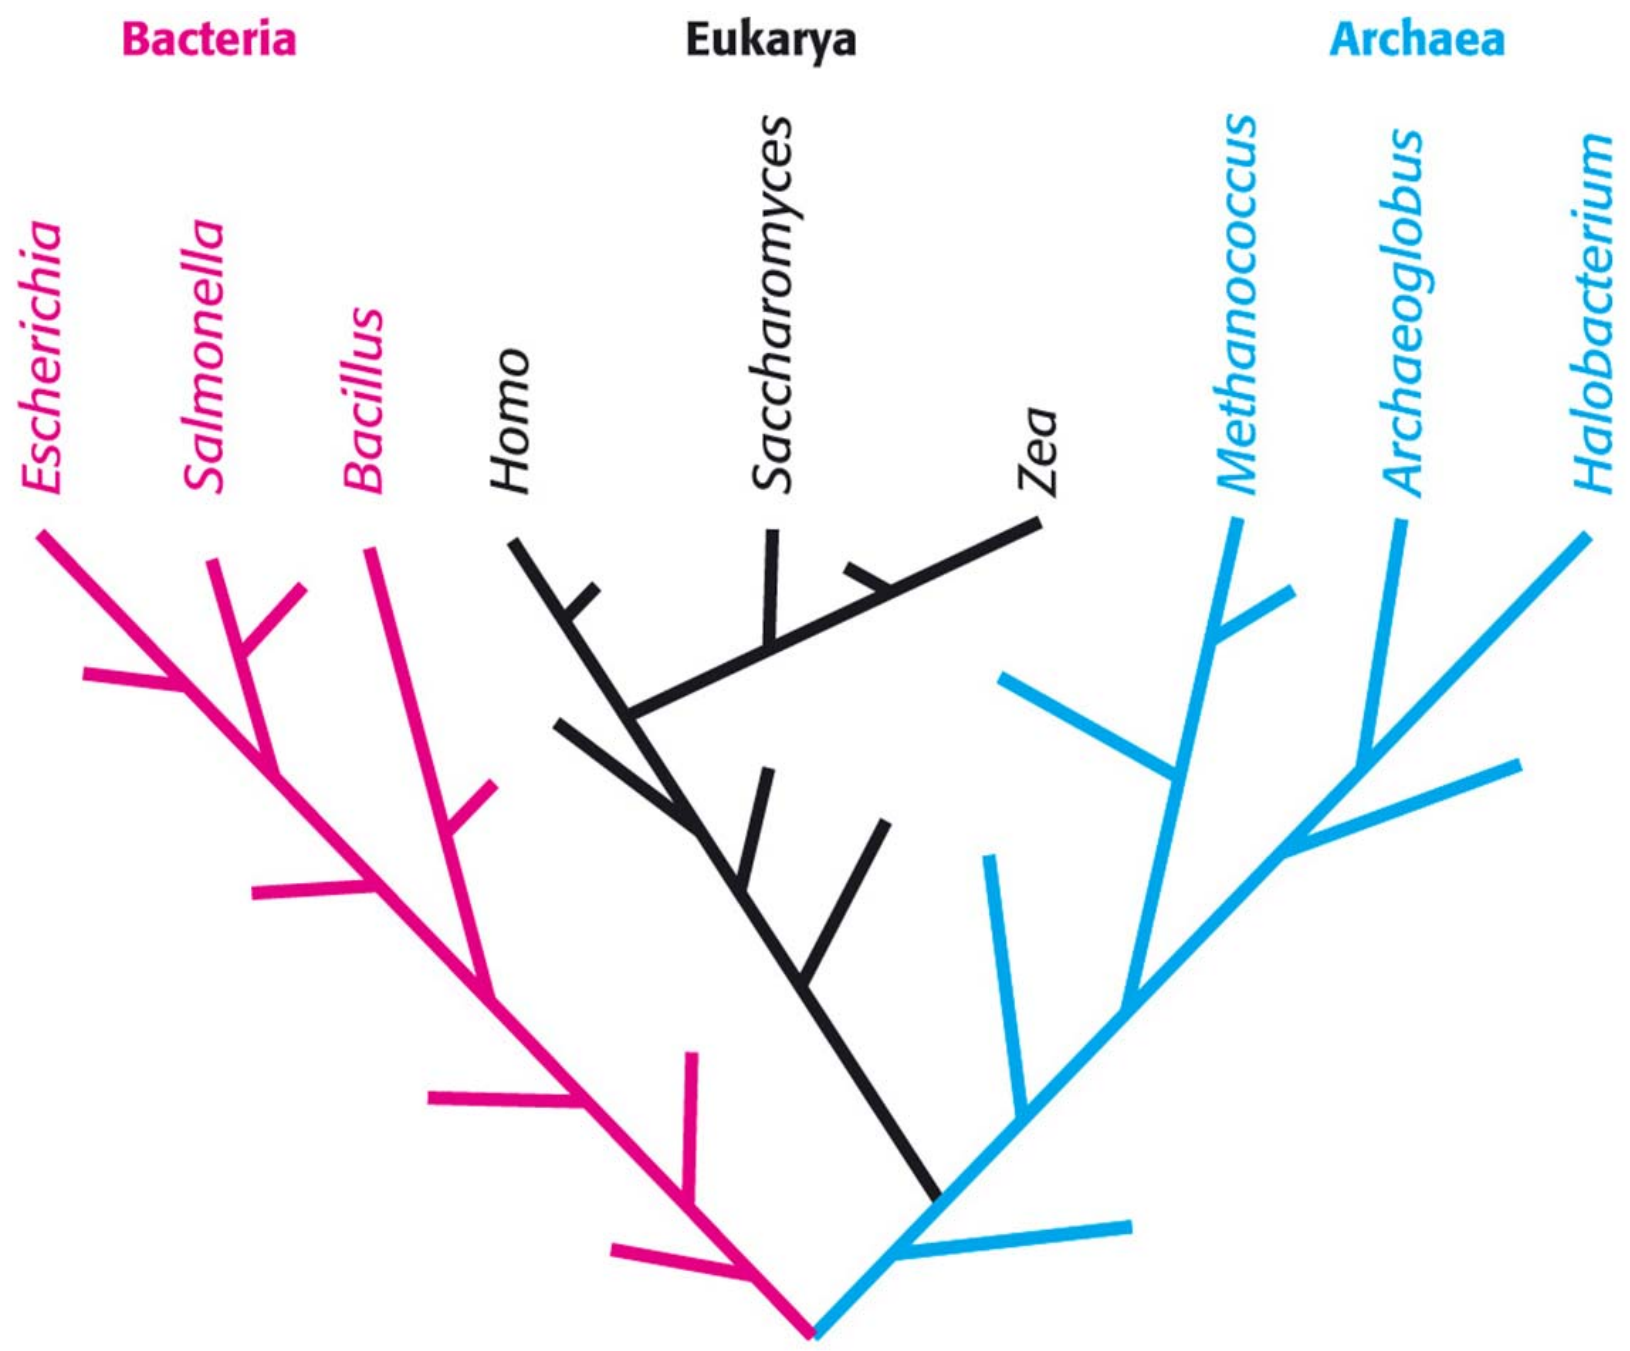 Bacteria
Eukarya
Archaea
Escherichia
Salmonella
Bacillus
Homo
Saccharomyces
Zea
Methanococcus
Archaeoglobus
Halobacterium